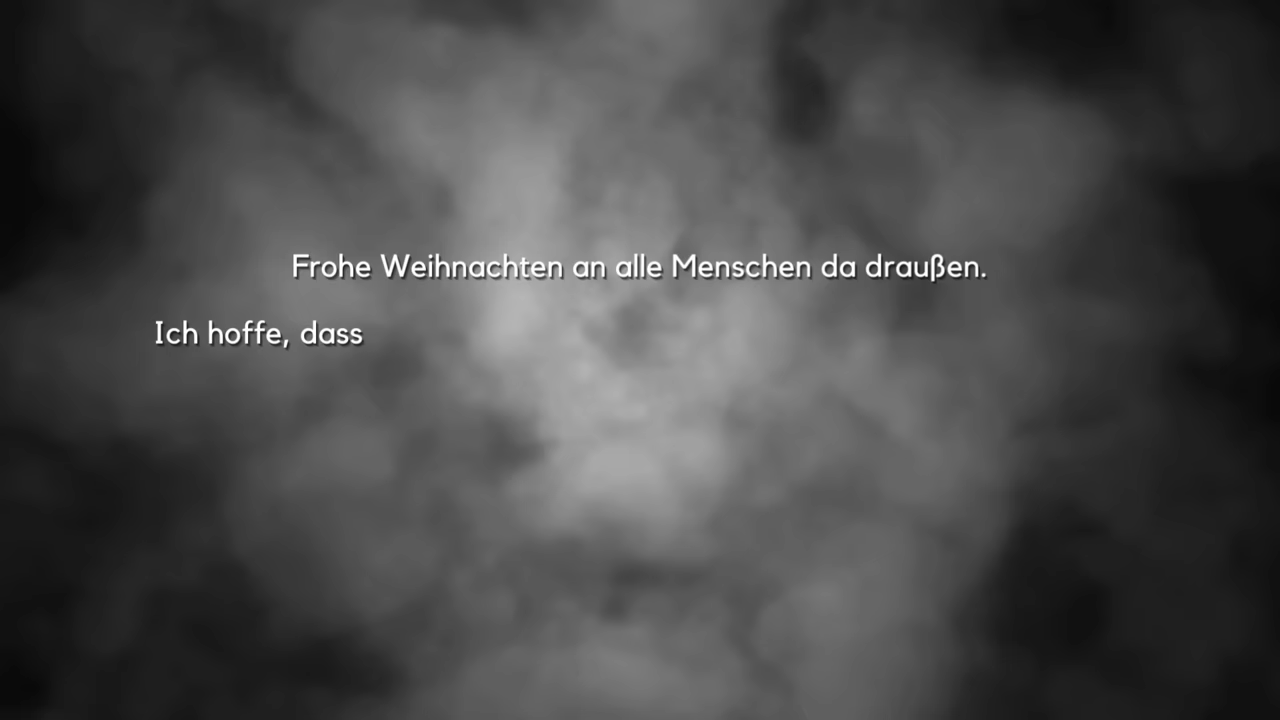 Frohe Weihnachten an alle Menschen da draußen.
Ich hoffe, dass